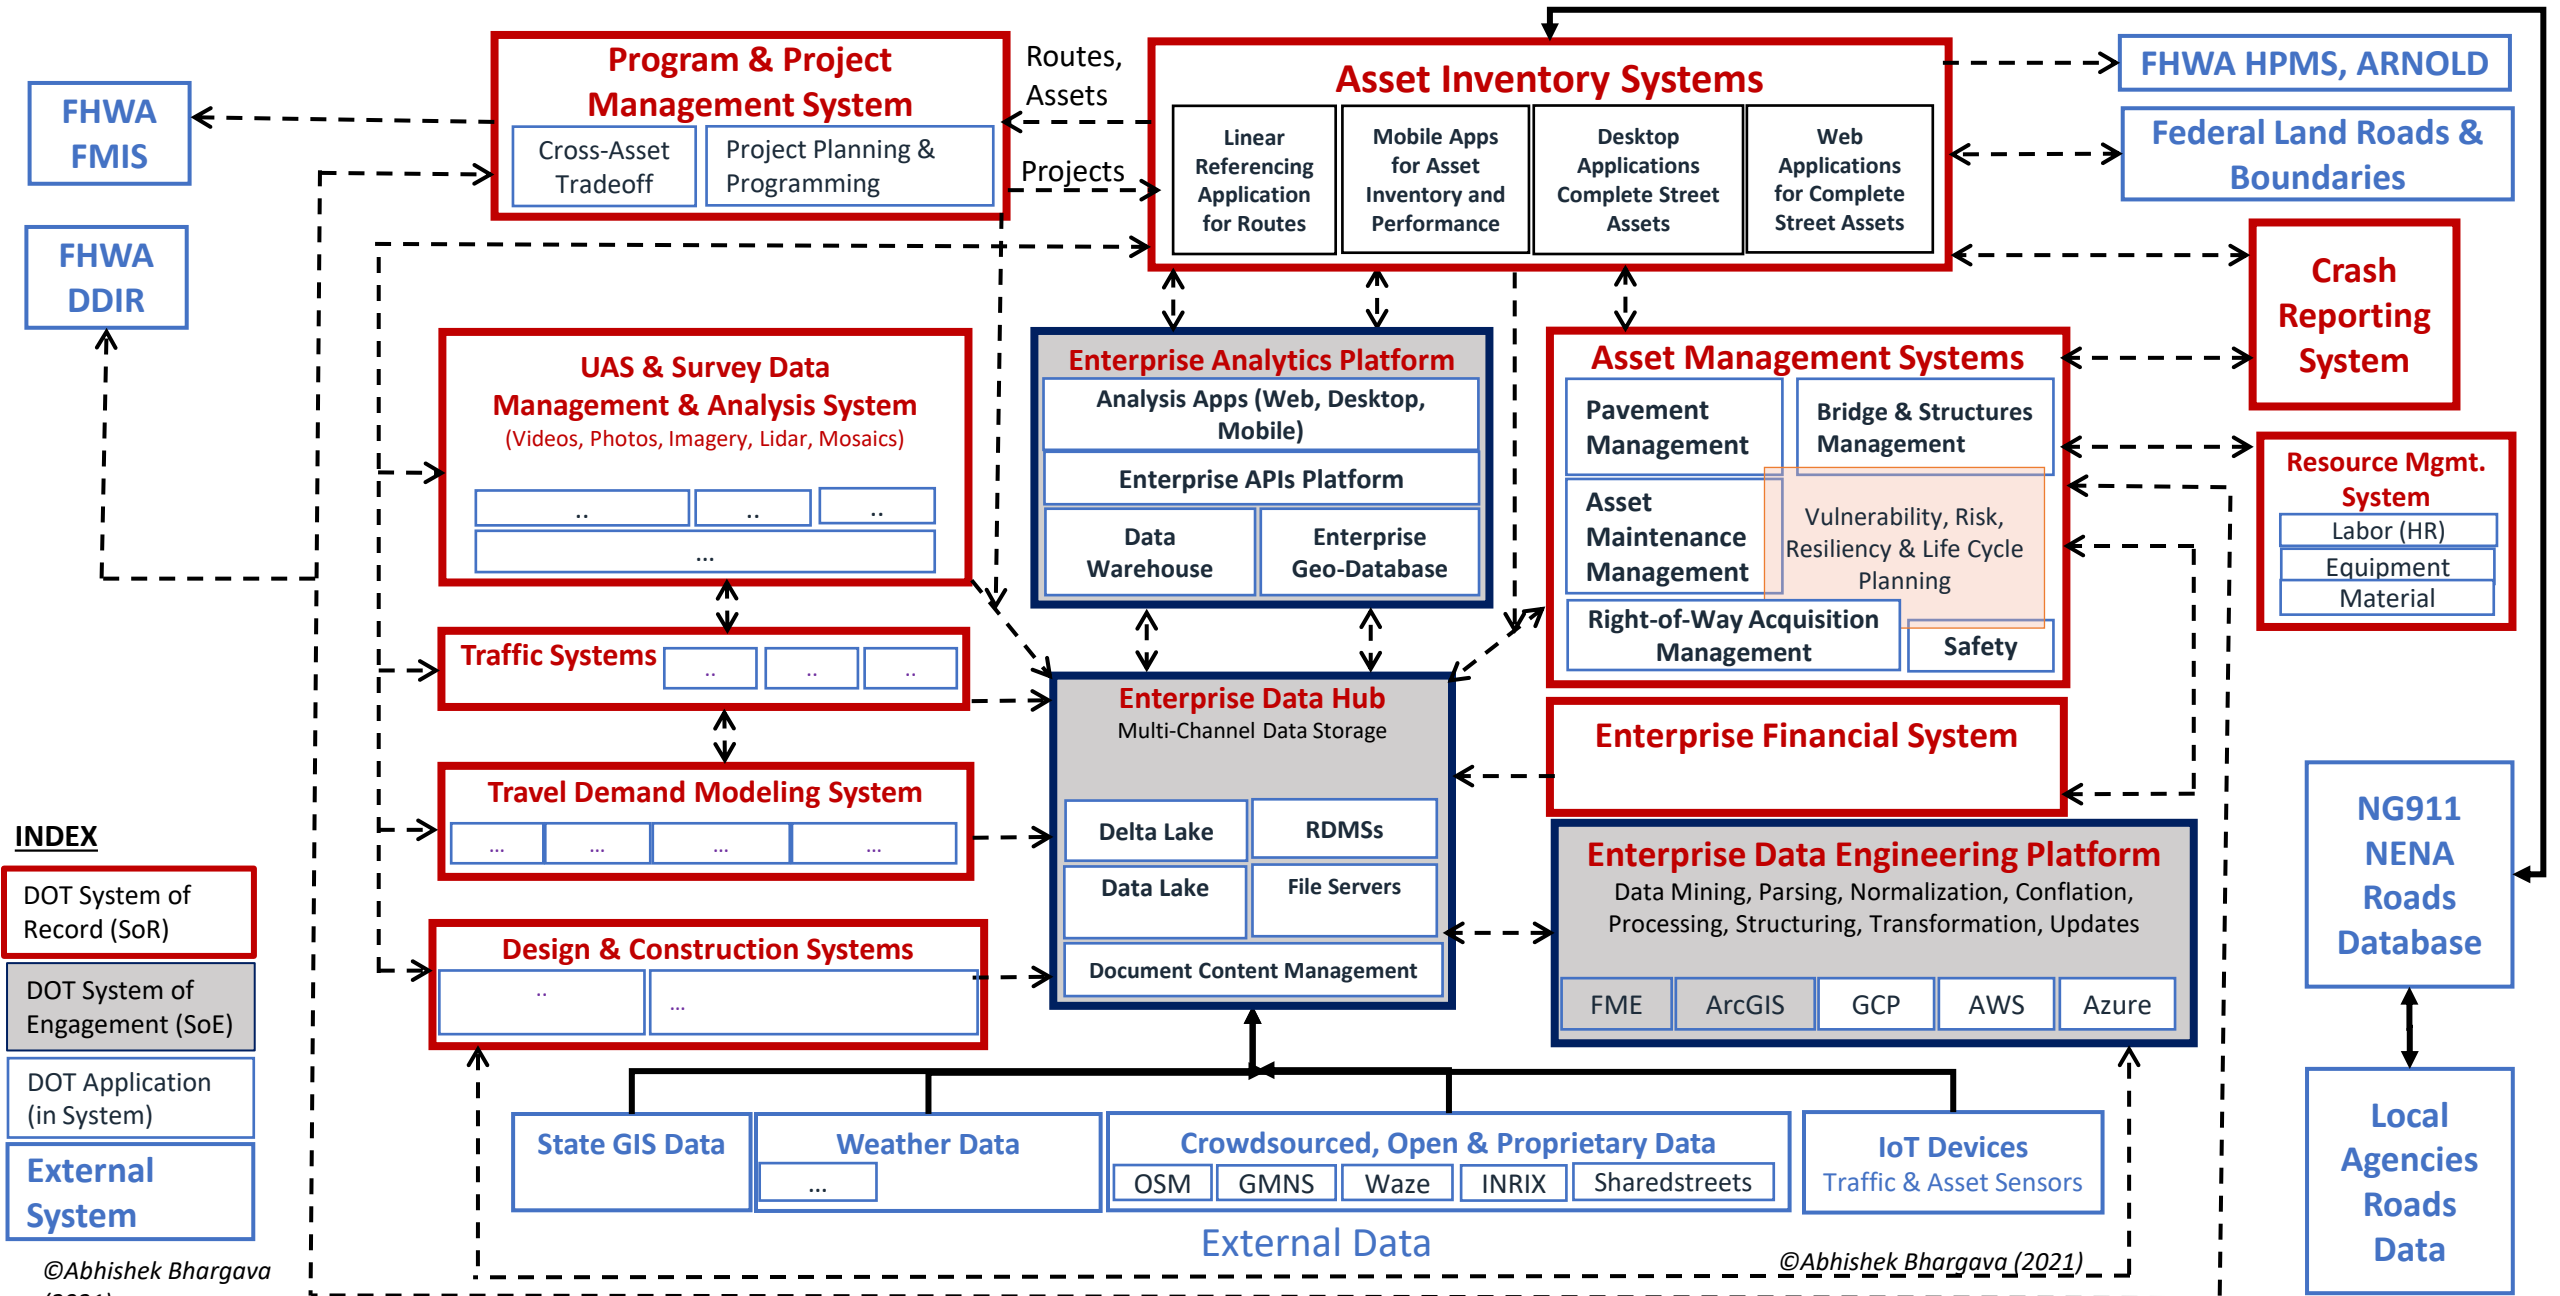 Program & Project
Management System
Cross-Asset
Tradeoff
Project Planning &
Programming
Routes,
Assets
Projects
Asset Inventory Systems
Linear
Referencing
Application
for Routes
Mobile Apps
for Asset
Inventory and
Performance
Desktop
Applications
Complete Street
Assets
Web
Applications
for Complete
Street Assets
FHWA HPMS, ARNOLD
Federal Land Roads &
Boundaries
FHWA
FMIS
FHWA
DDIR
Crash
Reporting
System
UAS & Survey Data
Management & Analysis System
(Videos, Photos, Imagery, Lidar, Mosaics)
..
..
..
...
Enterprise Analytics Platform
Analysis Apps (Web, Desktop,
Mobile)
Enterprise APIs Platform
Data
Warehouse
Enterprise
Geo-Database
Asset Management Systems
Pavement
Management
Bridge & Structures
Management
Asset
Maintenance
Management
Vulnerability, Risk,
Resiliency & Life Cycle
Planning
Right-of-Way Acquisition
Management
Safety
Resource Mgmt.
System
Labor (HR)
Equipment
Material
Traffic Systems
..
..
..
Enterprise Data Hub
Multi-Channel Data Storage
Delta Lake
RDMSs
Data Lake
File Servers
Document Content Management
Enterprise Financial System
Travel Demand Modeling System
...
...
...
...
Enterprise Data Engineering Platform
Data Mining, Parsing, Normalization, Conflation,
Processing, Structuring, Transformation, Updates
FME
ArcGIS
GCP
AWS
Azure
NG911
NENA
Roads
Database
Design & Construction Systems
..
...
INDEX
DOT System of
Record (SoR)
DOT System of
Engagement (SoE)
DOT Application
(in System)
External
System
State GIS Data
Weather Data
...
Crowdsourced, Open & Proprietary Data
OSM
GMNS
Waze
INRIX
Sharedstreets
IoT Devices
Traffic & Asset Sensors
Local
Agencies
Roads
Data
External Data
©Abhishek Bhargava (2021)
©Abhishek Bhargava